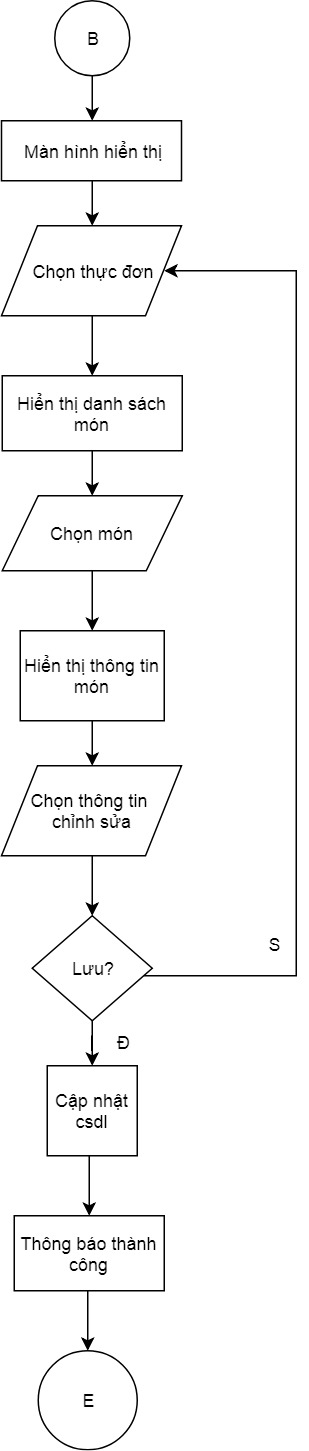 B
Màn hình hiển thị
Chọn thực đơn
Hiển thị danh sách
món
Chọn món
Hiển thị thông tin
món
Chọn thông tin
chỉnh sửa
Lưu?
S
Đ
Cập nhật
csdl
Thông báo thành
công
E